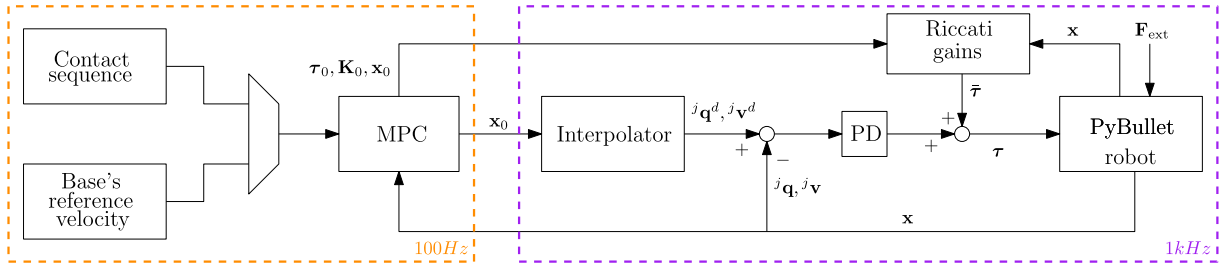 Contact
sequence
Base's
reference
velocity
τ₀, K₀, x₀
MPC
100Hz
x₀
Interpolator
ʲqᵈ, ʲvᵈ
+
−
ʲq, ʲv
PD
+
+
τ̄
Riccati
gains
x
F_ext
τ
PyBullet
robot
x
1kHz